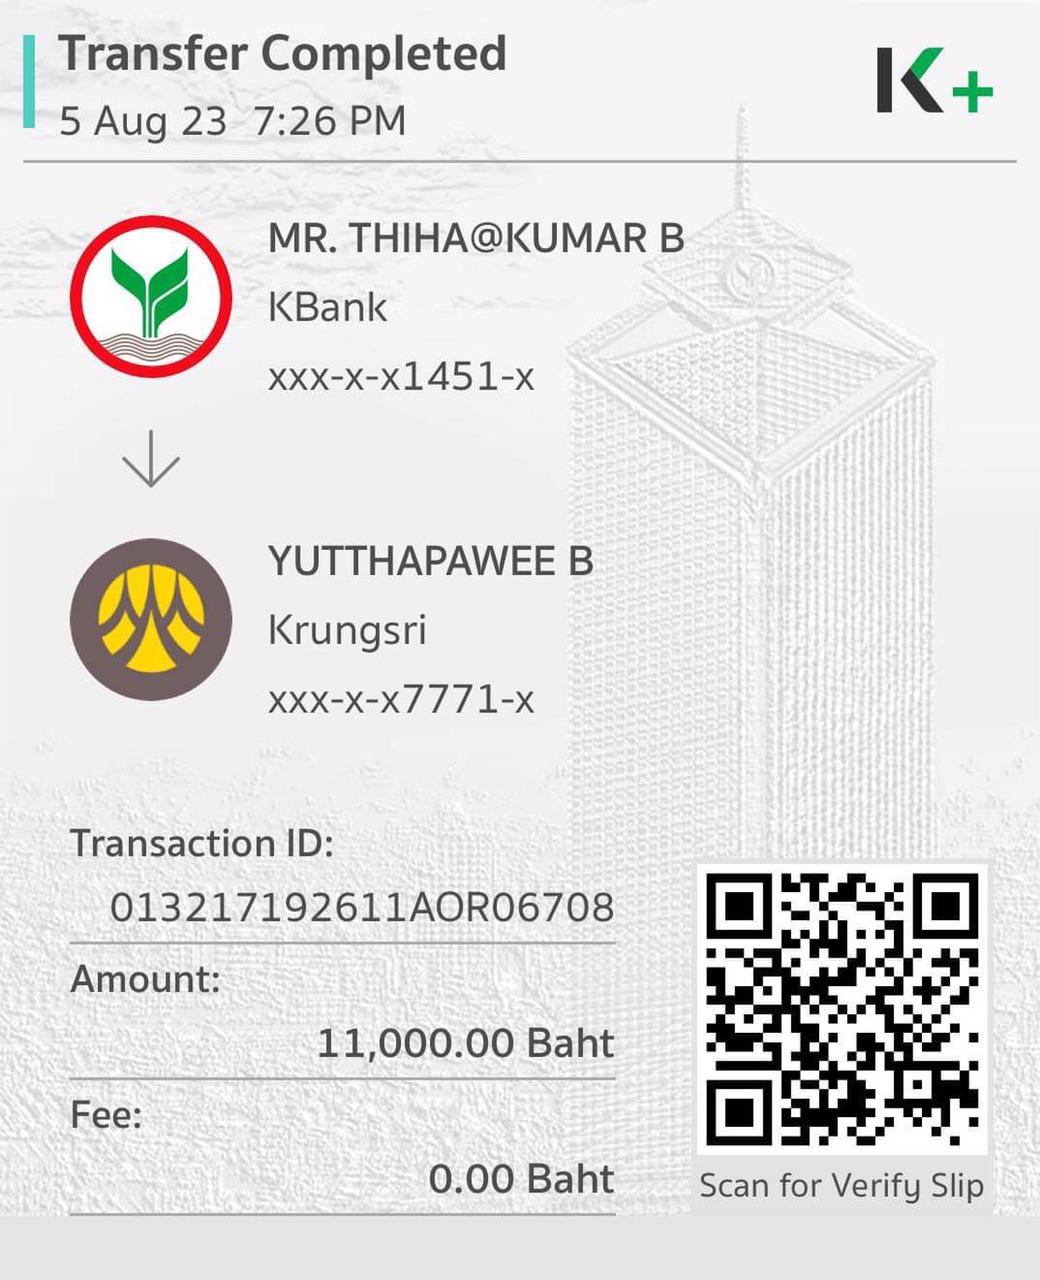 Transfer Completed
5 Aug 23 7:26 PM
K+
MR. THIHA@KUMAR B
KBank
xxx-x-x1451-x
YUTTHAPAWEE B
Krungsri
xxx-x-x7771-x
Transaction ID:
013217192611AOR06708
Amount:
11,000.00 Baht
Fee:
0.00 Baht
Scan for Verify Slip